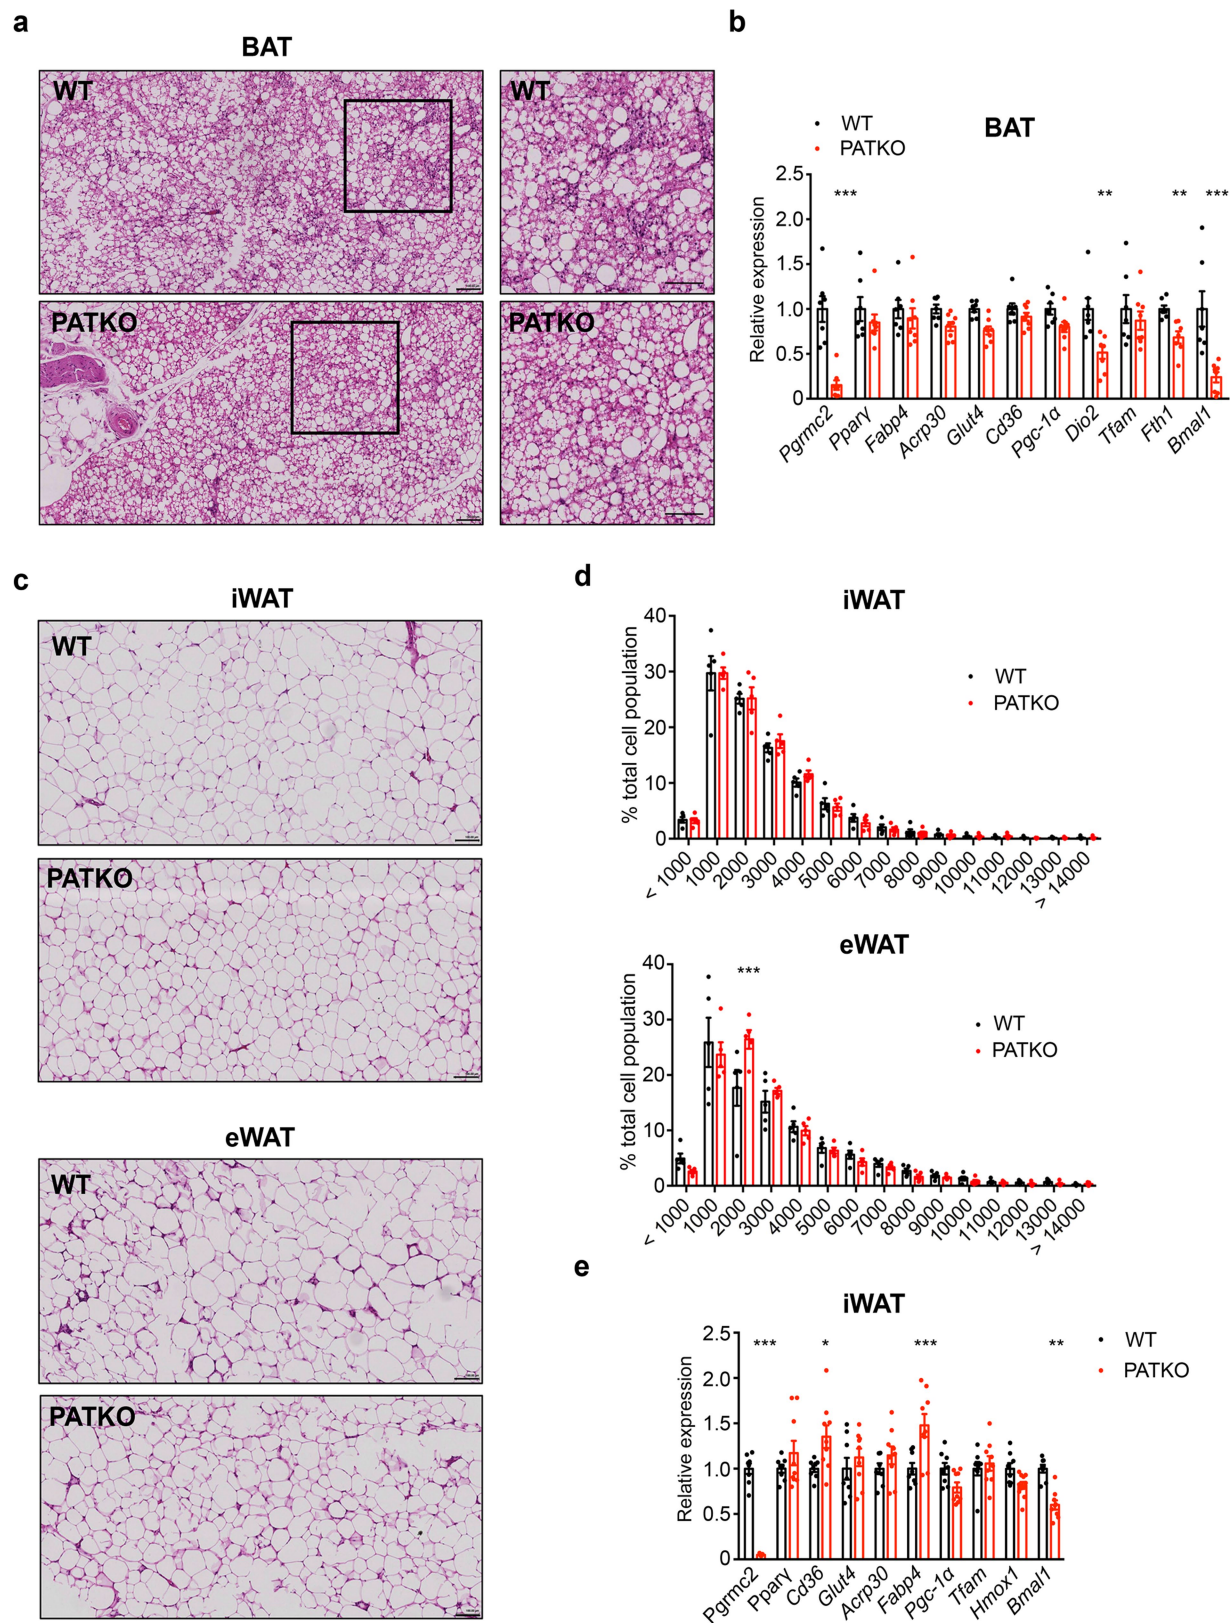 a
BAT
WT
WT
PATKO
PATKO
b
WT
PATKO
BAT
Relative expression
2.5
2.0
1.5
1.0
0.5
0
***
**
**
***
Pgrmc2
Pparγ
Fabp4
Acrp30
Glut4
Cd36
Pgc-1α
Dio2
Tfam
Fth1
Bmal1
c
iWAT
WT
PATKO
eWAT
WT
PATKO
d
iWAT
% total cell population
40
30
20
10
0
WT
PATKO
< 1000
1000
2000
3000
4000
5000
6000
7000
8000
9000
10000
11000
12000
13000
> 14000
eWAT
% total cell population
40
30
20
10
0
***
WT
PATKO
< 1000
1000
2000
3000
4000
5000
6000
7000
8000
9000
10000
11000
12000
13000
> 14000
e
iWAT
Relative expression
2.5
2.0
1.5
1.0
0.5
0
***
*
***
**
WT
PATKO
Pgrmc2
Pparγ
Cd36
Glut4
Acrp30
Fabp4
Pgc-1α
Tfam
Hmox1
Bmal1